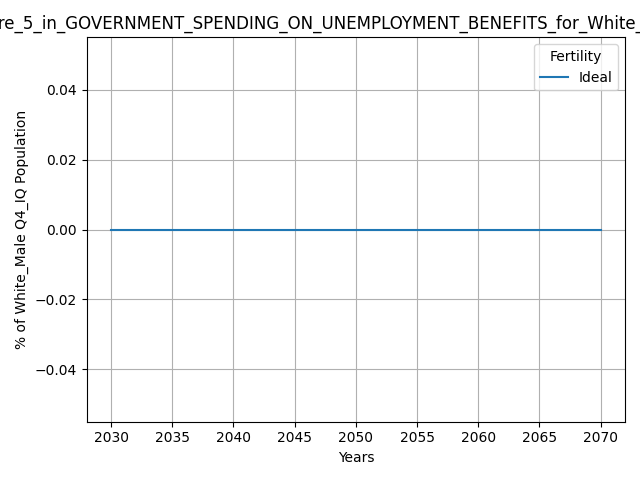 re_5_in_GOVERNMENT_SPENDING_ON_UNEMPLOYMENT_BENEFITS_for_White_
Fertility
Ideal
% of White_Male Q4_IQ Population
0.04
0.02
0.00
−0.02
−0.04
2030 2035 2040 2045 2050 2055 2060 2065 2070
Years